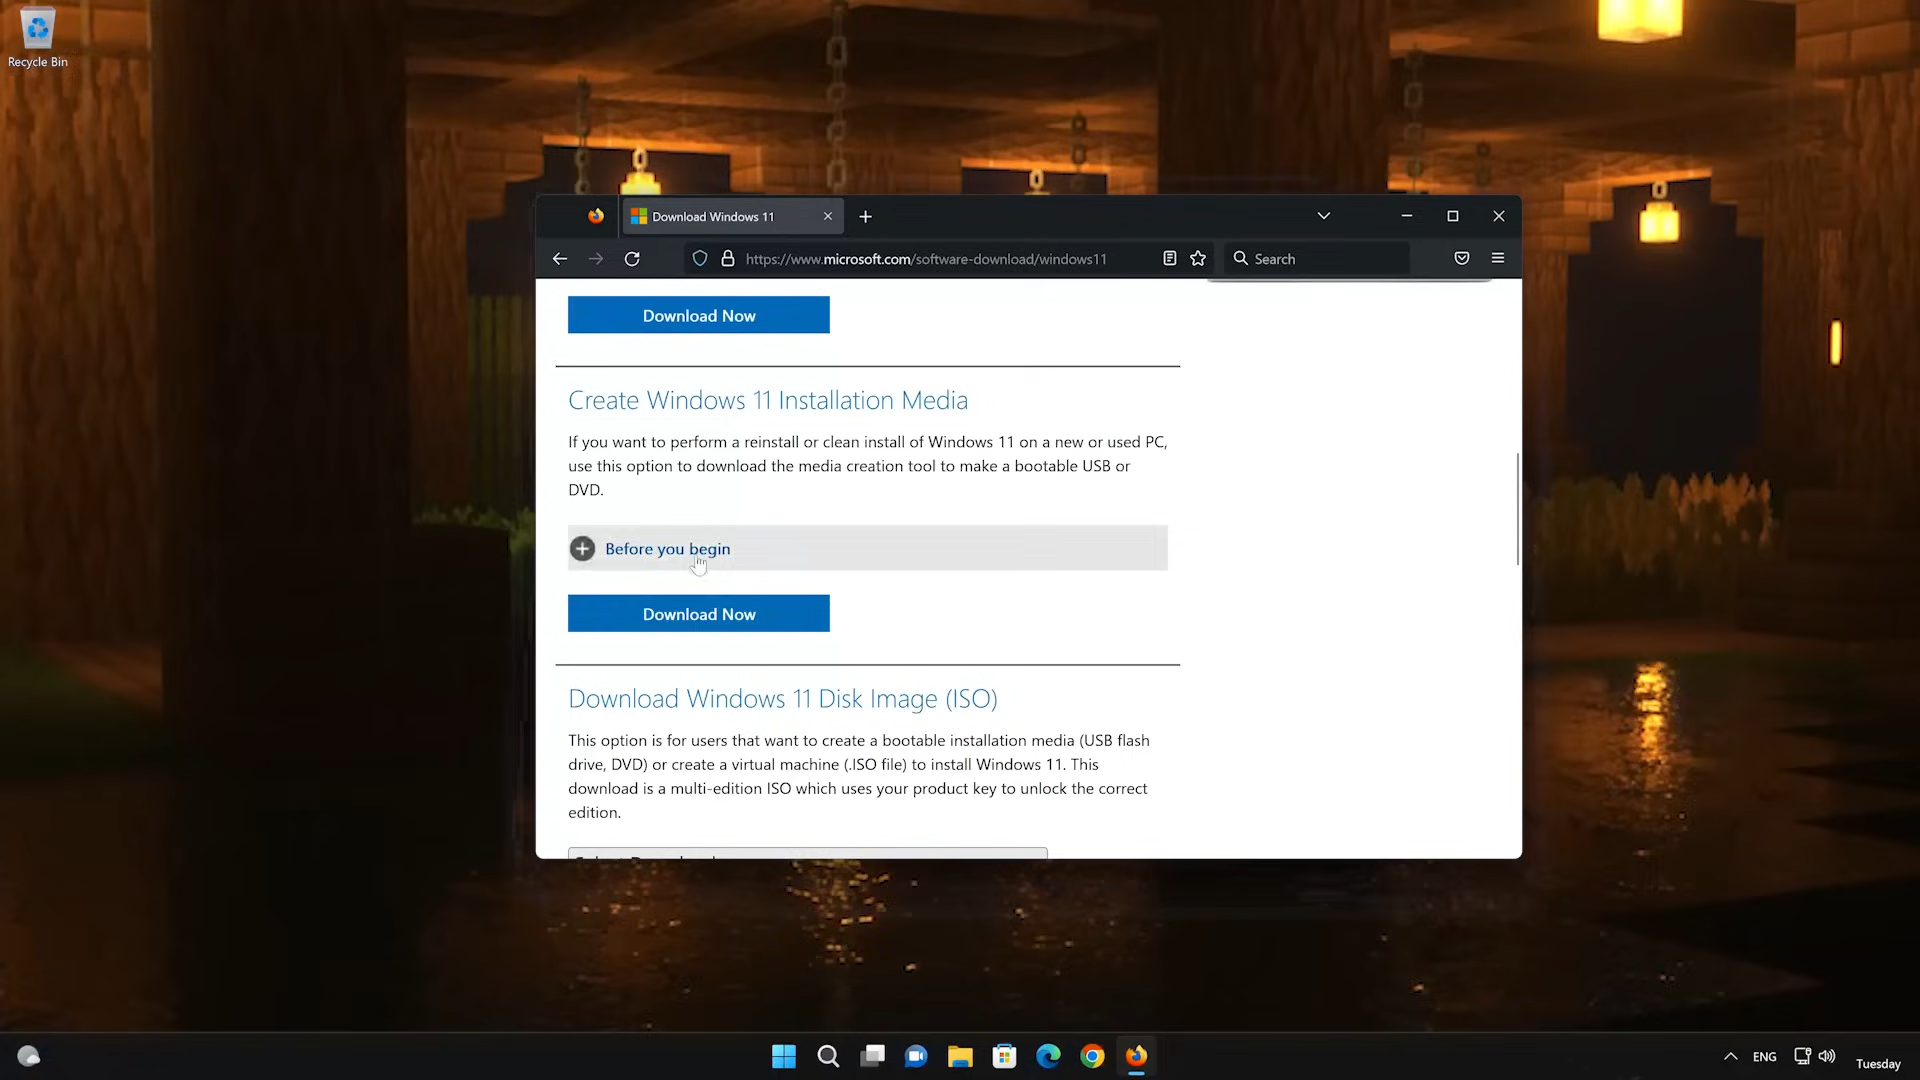 Recycle Bin
Download Windows 11
https://www.microsoft.com/software-download/windows11
Search
Download Now
Create Windows 11 Installation Media
If you want to perform a reinstall or clean install of Windows 11 on a new or used PC,
use this option to download the media creation tool to make a bootable USB or
DVD.
Before you begin
Download Now
Download Windows 11 Disk Image (ISO)
This option is for users that want to create a bootable installation media (USB flash
drive, DVD) or create a virtual machine (.ISO file) to install Windows 11. This
download is a multi-edition ISO which uses your product key to unlock the correct
edition.
ENG
Tuesday